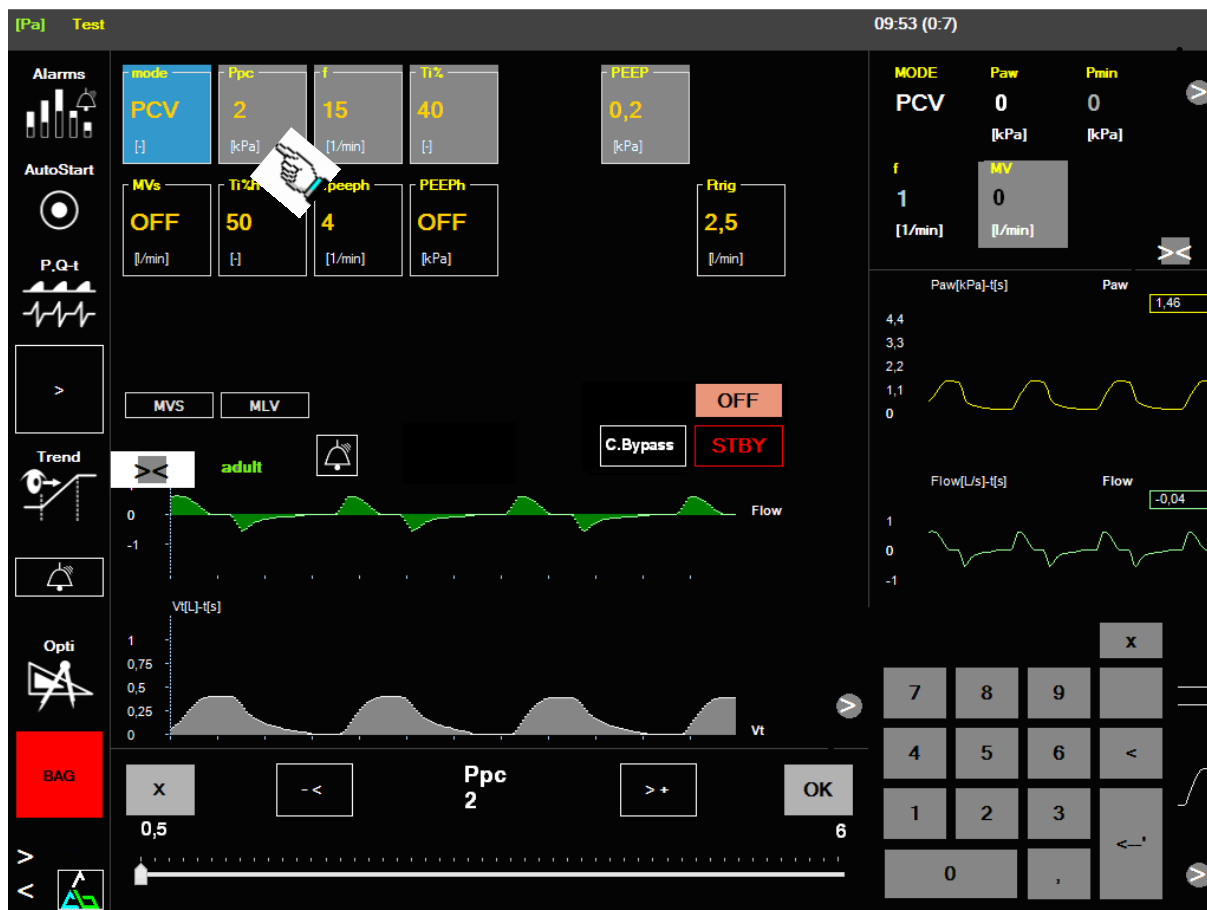 [Pa] Test 09:53 (0:7)
Alarms
AutoStart
P,Q-t
>
Trend
Opti
BAG
>
<
mode Ppc f Ti% PEEP
PCV 2 15 40 0,2
[-] [kPa] [1/min] [-] [kPa]
MVs PEEPh Ftrig
OFF 50 4 OFF 2,5
[l/min] [-] [1/min] [kPa] [l/min]
MVS MLV OFF
C.Bypass STBY
>< adult
0 Flow
-1
Vt[L]-t[s]
1
0,75
0,5
0,25 >
0 Vt
x -< Ppc >+ OK
2
0,5 6
MODE Paw Pmin
PCV 0 0 >
[kPa] [kPa]
f MV
1 0
[1/min] [l/min]
><
Paw[kPa]-t[s] Paw
1,46
4,4
3,3
2,2
1,1
0
Flow[L/s]-t[s] Flow
-0,04
1
0
-1
x
7 8 9
4 5 6 <
1 2 3
<—'
0 ,
>